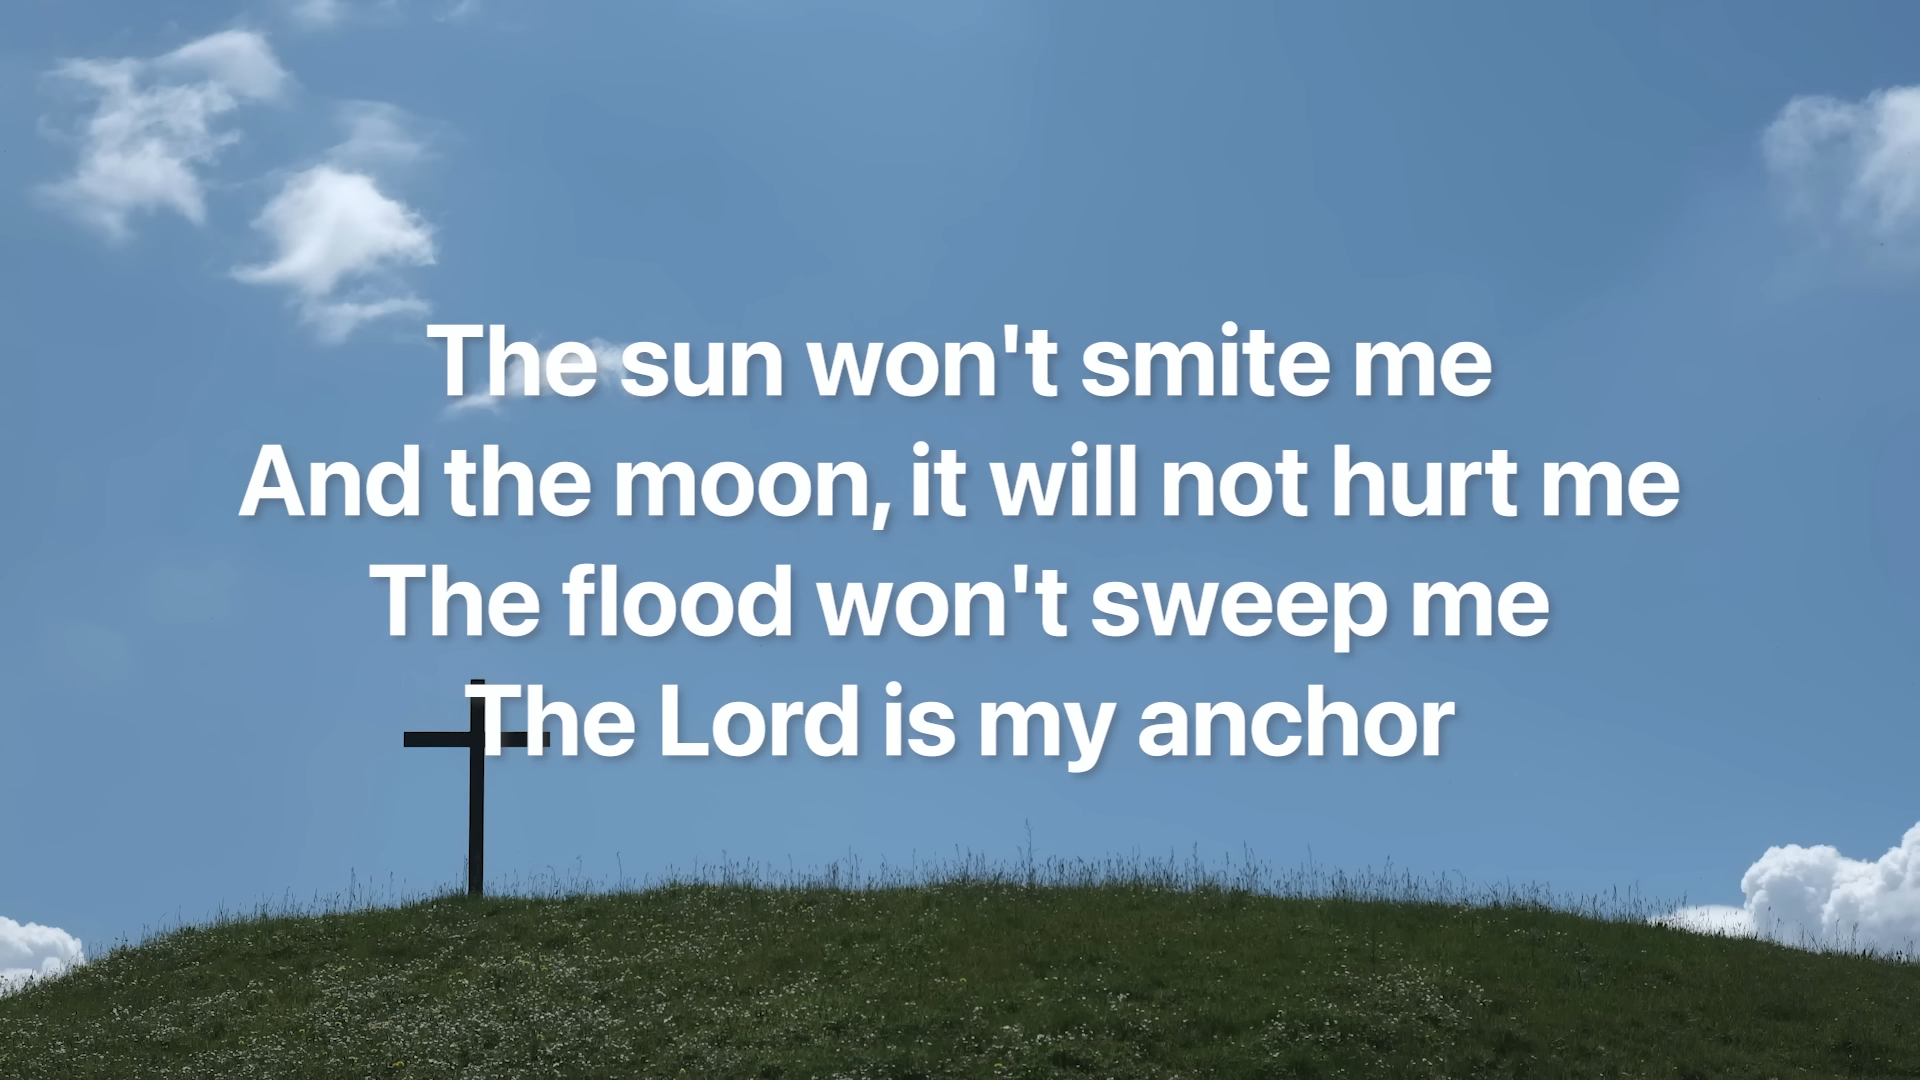 The sun won't smite me
And the moon, it will not hurt me
The flood won't sweep me
The Lord is my anchor